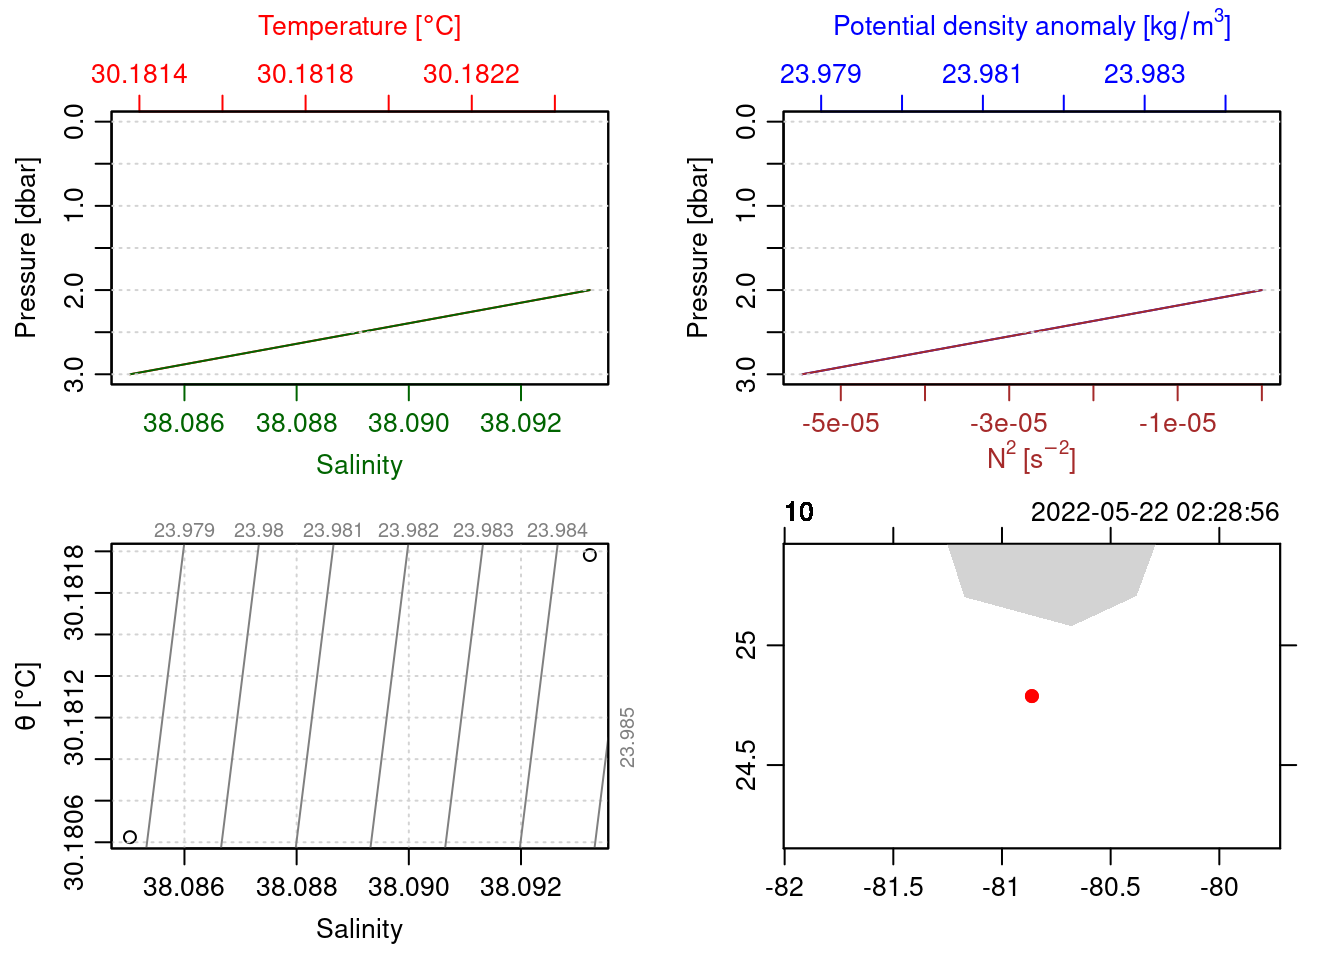 Temperature [°C]
30.1814 30.1818 30.1822
Pressure [dbar]
0.0 1.0 2.0 3.0
38.086 38.088 38.090 38.092
Salinity
Potential density anomaly [kg/m³]
23.979 23.981 23.983
Pressure [dbar]
0.0 1.0 2.0 3.0
-5e-05 -3e-05 -1e-05
N² [s⁻²]
23.979 23.98 23.981 23.982 23.983 23.984
23.985
θ [°C]
30.1818 30.1812 30.1806
38.086 38.088 38.090 38.092
Salinity
10 2022-05-22 02:28:56
25 24.5
-82 -81.5 -81 -80.5 -80